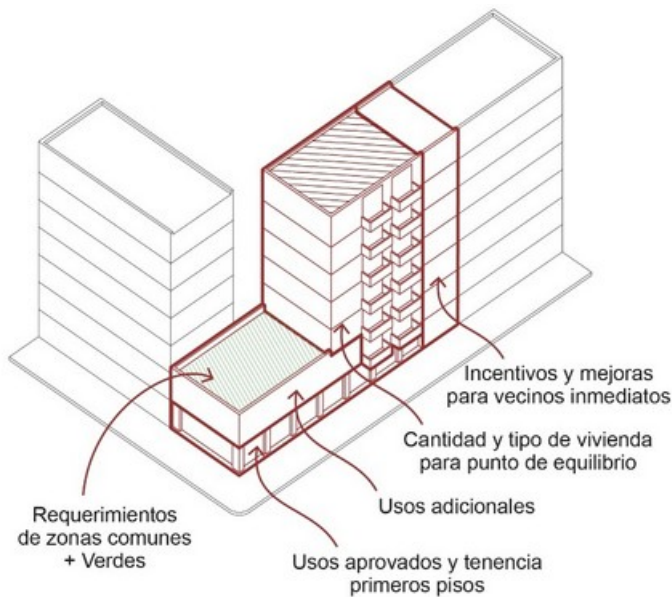 Incentivos y mejoras
para vecinos inmediatos
Cantidad y tipo de vivienda
para punto de equilibrio
Usos adicionales
Requerimientos
de zonas comunes
+ Verdes
Usos aprovados y tenencia
primeros pisos